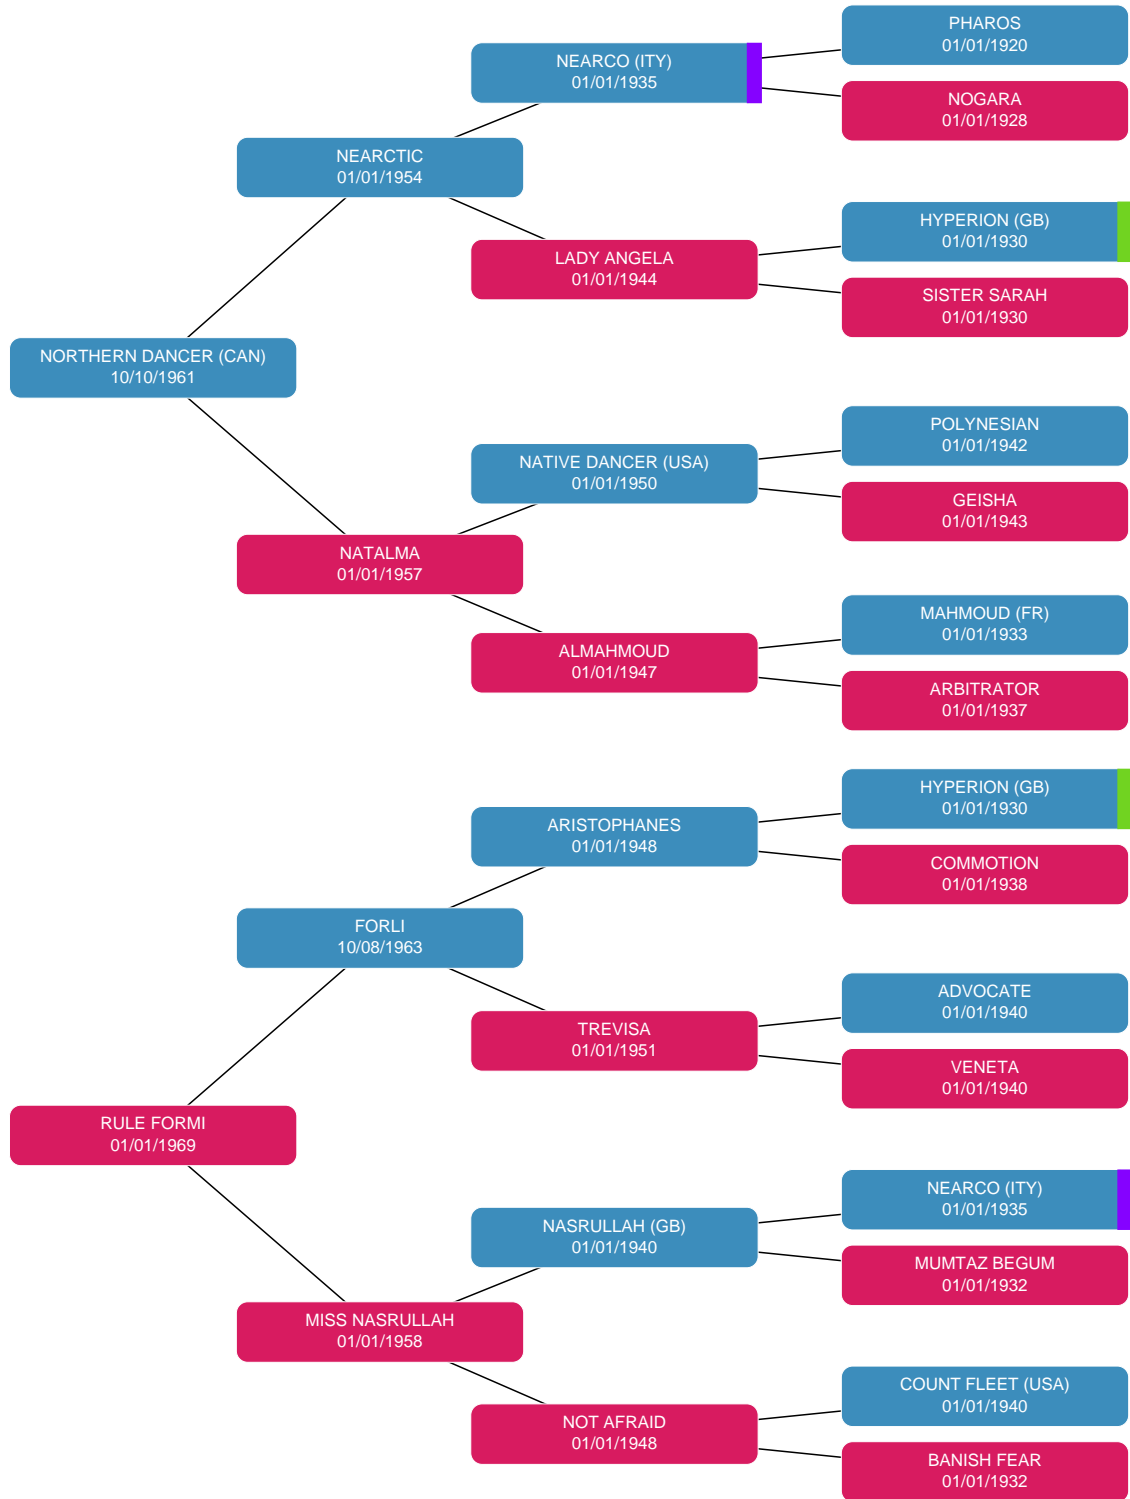 PHAROS
01/01/1920
NEARCO (ITY)
01/01/1935
NOGARA
01/01/1928
NEARCTIC
01/01/1954
HYPERION (GB)
01/01/1930
LADY ANGELA
01/01/1944
SISTER SARAH
01/01/1930
NORTHERN DANCER (CAN)
10/10/1961
POLYNESIAN
01/01/1942
NATIVE DANCER (USA)
01/01/1950
GEISHA
01/01/1943
NATALMA
01/01/1957
MAHMOUD (FR)
01/01/1933
ALMAHMOUD
01/01/1947
ARBITRATOR
01/01/1937
HYPERION (GB)
01/01/1930
ARISTOPHANES
01/01/1948
COMMOTION
01/01/1938
FORLI
10/08/1963
ADVOCATE
01/01/1940
TREVISA
01/01/1951
VENETA
01/01/1940
RULE FORMI
01/01/1969
NEARCO (ITY)
01/01/1935
NASRULLAH (GB)
01/01/1940
MUMTAZ BEGUM
01/01/1932
MISS NASRULLAH
01/01/1958
COUNT FLEET (USA)
01/01/1940
NOT AFRAID
01/01/1948
BANISH FEAR
01/01/1932